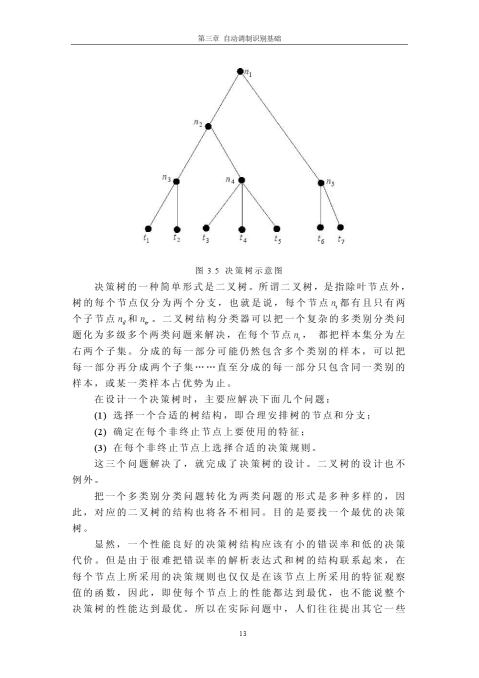 第三章 自动调制识别基础
n1
n2
n3
n4
n5
t1 t2 t3 t4 t5 t6 t7
图 3 5 决策树示意图
决策树的一种简单形式是二叉树。所谓二叉树，是指除叶节点外，
树的每个节点仅分为两个分支，也就是说，每个节点 ni 都有且只有两
个子节点 和 。二叉树结构分类器可以把一个复杂的多类别分类问
题化为多级多个两类问题来解决，在每个节点 ni ， 都把样本集分为左
右两个子集。分成的每一部分可能仍然包含多个类别的样本，可以把
每一部分再分成两个子集……直至分成的每一部分只包含同一类别的
样本，或某一类样本占优势为止。
在设计一个决策树时，主要应解决下面几个问题：
(1) 选择一个合适的树结构，即合理安排树的节点和分支；
(2) 确定在每个非终止节点上要使用的特征；
(3) 在每个非终止节点上选择合适的决策规则。
这三个问题解决了，就完成了决策树的设计。二叉树的设计也不
例外。
把一个多类别分类问题转化为两类问题的形式是多种多样的，因
此，对应的二叉树的结构也将各不相同。目的是要找一个最优的决策
树。
显然，一个性能良好的决策树结构应该有小的错误率和低的决策
代价。但是由于很难把错误率的解析表达式和树的结构联系起来，在
每个节点上所采用的决策规则也仅仅是在该节点上所采用的特征观察
值的函数，因此，即使每个节点上的性能都达到最优，也不能说整个
决策树的性能达到最优。所以在实际问题中，人们往往提出其它一些
13